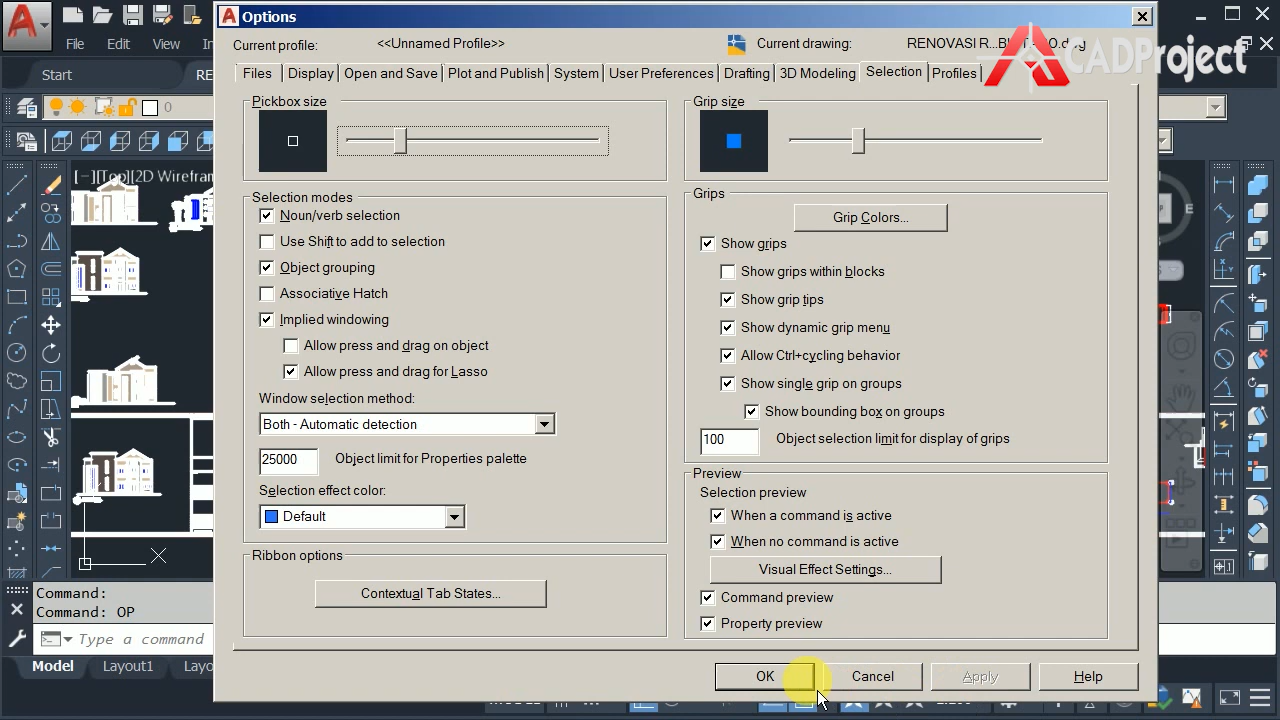 Options
Current profile:
<<Unnamed Profile>>
Current drawing:
RENOVASI R...
ACADProject
File
Edit
View
Start
Files
Display
Open and Save
Plot and Publish
System
User Preferences
Drafting
3D Modeling
Selection
Profiles
0
[−][Top][2D Wirefram
Pickbox size
Selection modes
Noun/verb selection
Use Shift to add to selection
Object grouping
Associative Hatch
Implied windowing
Allow press and drag on object
Allow press and drag for Lasso
Window selection method:
Both - Automatic detection
25000
Object limit for Properties palette
Selection effect color:
Default
Ribbon options
Contextual Tab States...
Grip size
Grips
Grip Colors...
Show grips
Show grips within blocks
Show grip tips
Show dynamic grip menu
Allow Ctrl+cycling behavior
Show single grip on groups
Show bounding box on groups
100
Object selection limit for display of grips
Preview
Selection preview
When a command is active
When no command is active
Visual Effect Settings...
Command preview
Property preview
E
Command:
Command: OP
Type a command
Model
Layout1
OK
Cancel
Apply
Help